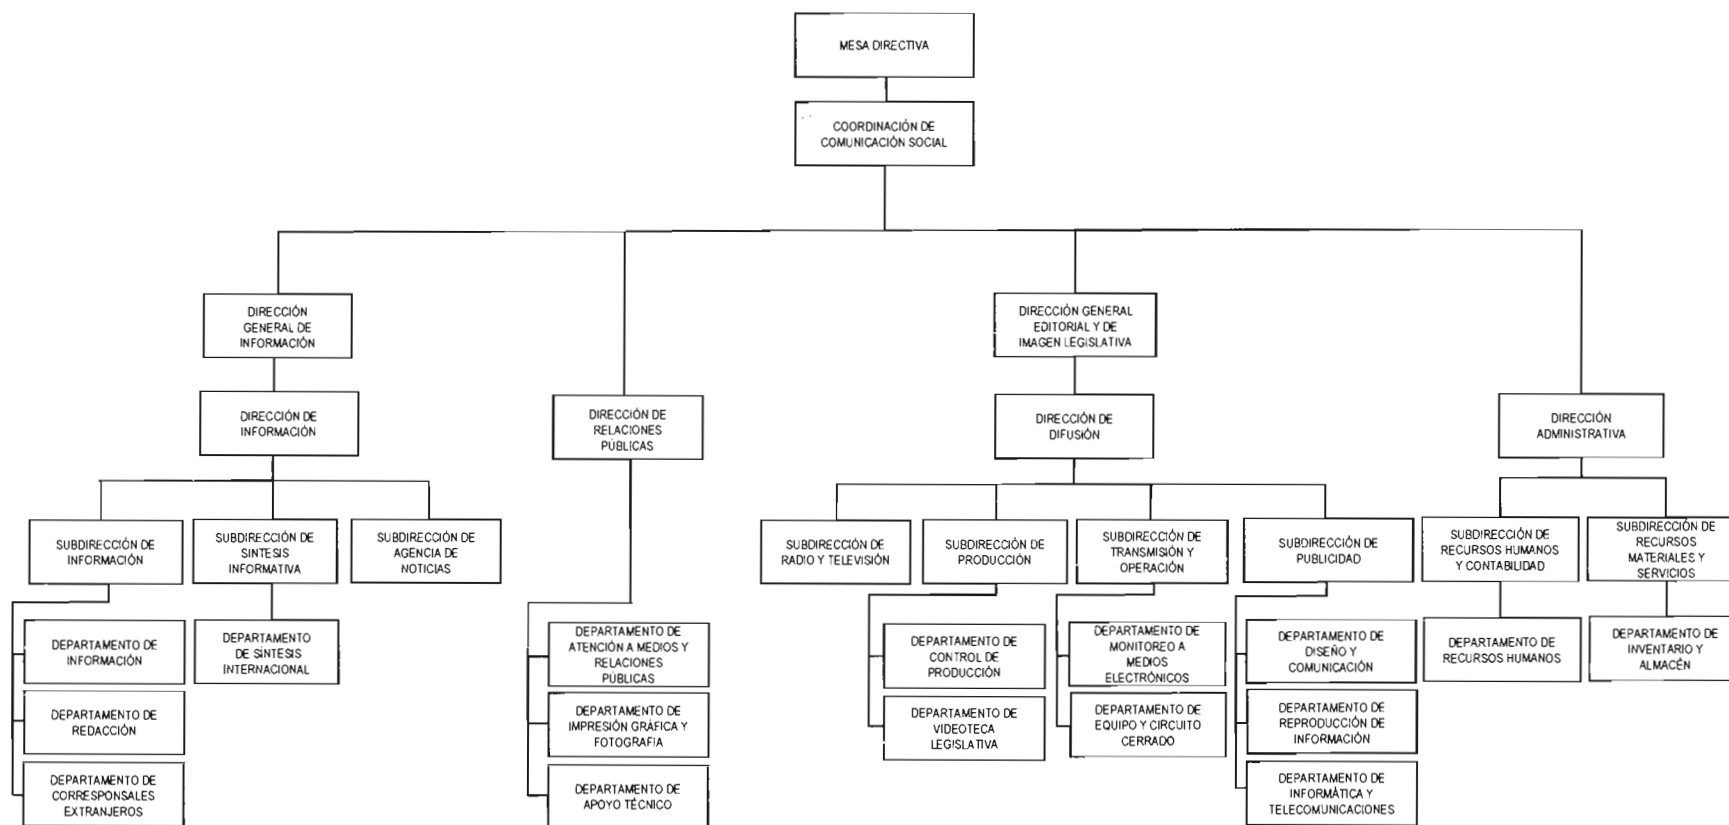 MESA DIRECTIVA
COORDINACIÓN DE
COMUNICACIÓN SOCIAL
DIRECCIÓN
GENERAL DE
INFORMACIÓN
DIRECCIÓN GENERAL
EDITORIAL Y DE
IMAGEN LEGISLATIVA
DIRECCIÓN DE
INFORMACIÓN
DIRECCIÓN DE
RELACIONES
PÚBLICAS
DIRECCIÓN DE
DIFUSIÓN
DIRECCIÓN
ADMINISTRATIVA
SUBDIRECCIÓN DE
INFORMACIÓN
SUBDIRECCIÓN DE
SINTESIS
INFORMATIVA
SUBDIRECCIÓN DE
AGENCIA DE
NOTICIAS
SUBDIRECCIÓN DE
RADIO Y TELEVISIÓN
SUBDIRECCIÓN DE
PRODUCCIÓN
SUBDIRECCIÓN DE
TRANSMISIÓN Y
OPERACIÓN
SUBDIRECCIÓN DE
PUBLICIDAD
SUBDIRECCIÓN DE
RECURSOS HUMANOS
Y CONTABILIDAD
SUBDIRECCIÓN DE
RECURSOS
MATERIALES Y
SERVICIOS
DEPARTAMENTO DE
INFORMACIÓN
DEPARTAMENTO
DE SÍNTESIS
INTERNACIONAL
DEPARTAMENTO DE
ATENCIÓN A MEDIOS Y
RELACIONES
PÚBLICAS
DEPARTAMENTO DE
CONTROL DE
PRODUCCIÓN
DEPARTAMENTO DE
MONITOREO A
MEDIOS
ELECTRÓNICOS
DEPARTAMENTO DE
DISEÑO Y
COMUNICACIÓN
DEPARTAMENTO DE
RECURSOS HUMANOS
DEPARTAMENTO DE
INVENTARIO Y
ALMACÉN
DEPARTAMENTO DE
REDACCIÓN
DEPARTAMENTO DE
IMPRESIÓN GRÁFICA Y
FOTOGRAFIA
DEPARTAMENTO DE
VIDEOTECA
LEGISLATIVA
DEPARTAMENTO DE
EQUIPO Y CIRCUITO
CERRADO
DEPARTAMENTO DE
REPRODUCCIÓN DE
INFORMACIÓN
DEPARTAMENTO DE
CORRESPONSALES
EXTRANJEROS
DEPARTAMENTO DE
APOYO TÉCNICO
DEPARTAMENTO DE
INFORMÁTICA Y
TELECOMUNICACIONES